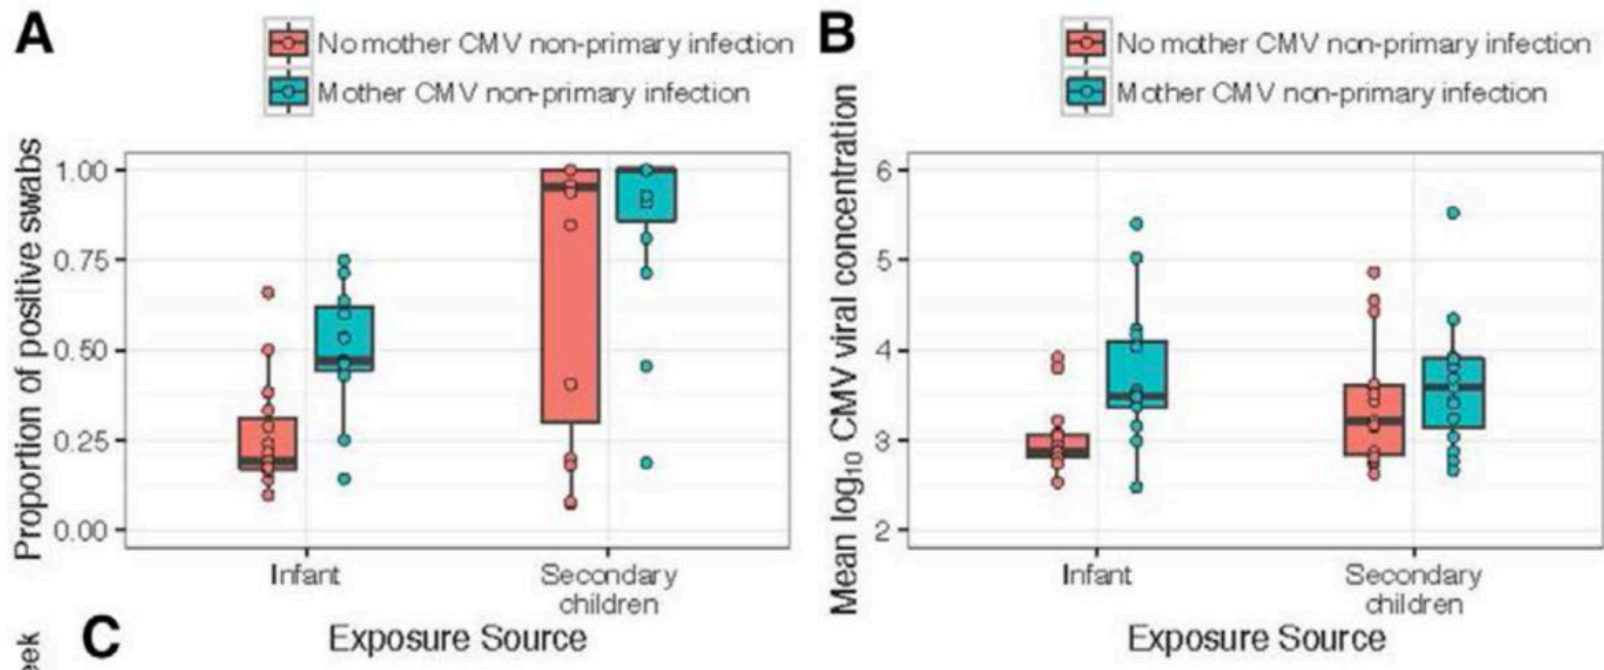 A
No mother CMV non-primary infection
Mother CMV non-primary infection
Proportion of positive swabs
1.00
0.75
0.50
0.25
0.00
Infant
Secondary
children
Exposure Source
B
No mother CMV non-primary infection
Mother CMV non-primary infection
Mean log₁₀ CMV viral concentration
6
5
4
3
2
Infant
Secondary
children
Exposure Source
C
eek